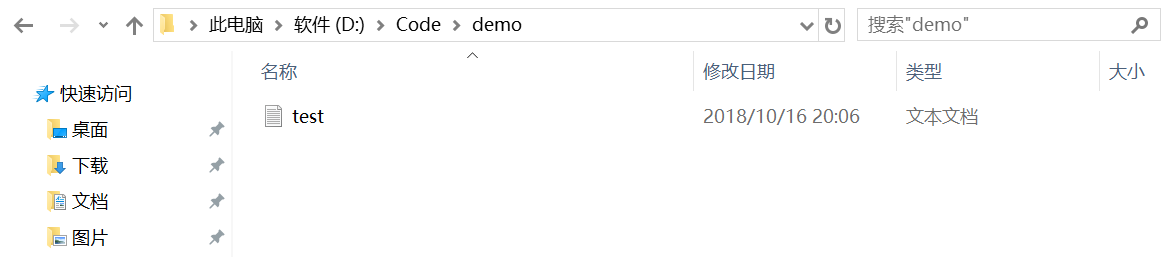 此电脑 软件 (D:) Code demo 搜索"demo"
名称 修改日期 类型 大小
快速访问
test 2018/10/16 20:06 文本文档
桌面
下载
文档
图片